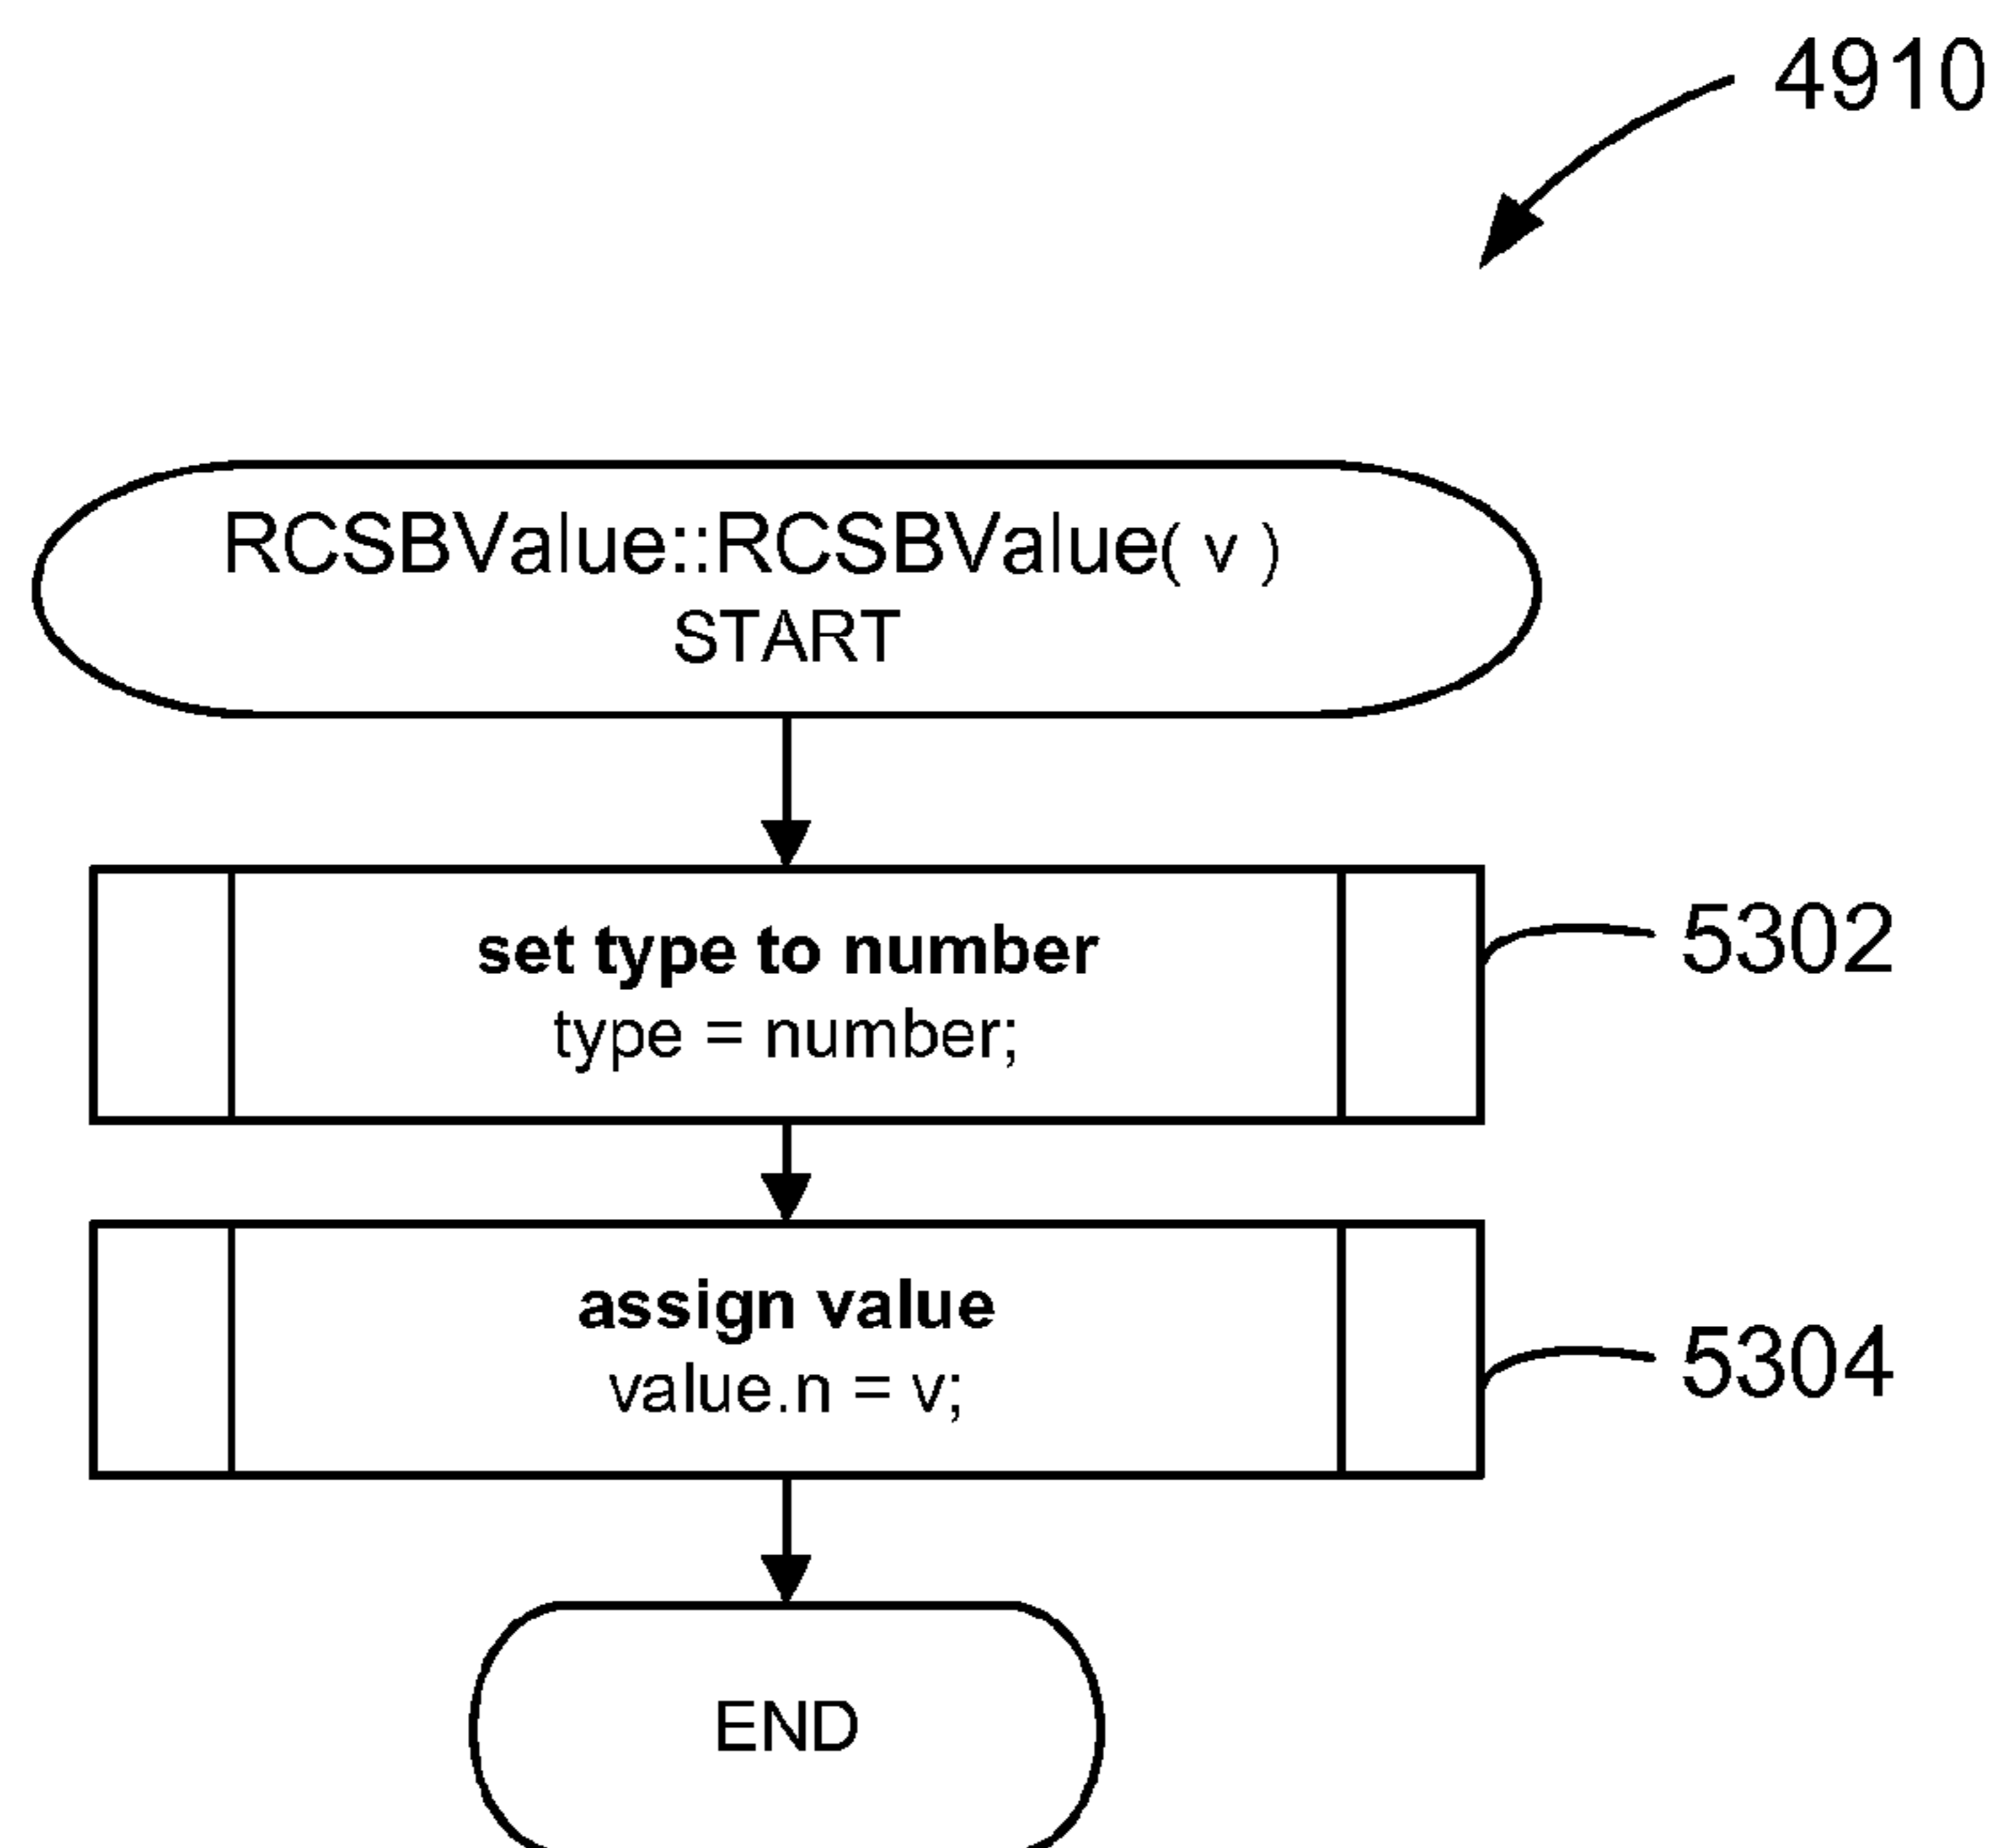 4910
RCSBValue::RCSBValue( v )
START
set type to number
type = number;
5302
assign value
value.n = v;
5304
END